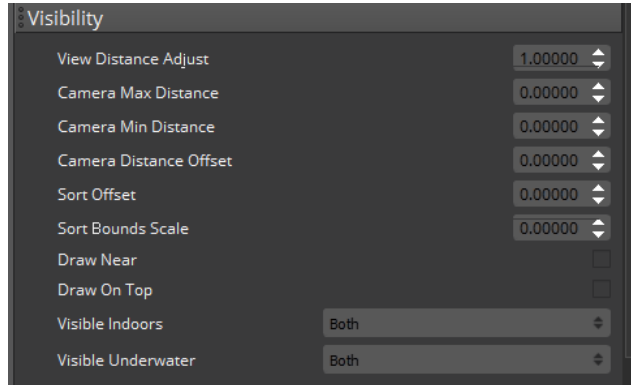 Visibility
View Distance Adjust 1.00000
Camera Max Distance 0.00000
Camera Min Distance 0.00000
Camera Distance Offset 0.00000
Sort Offset 0.00000
Sort Bounds Scale 0.00000
Draw Near
Draw On Top
Visible Indoors Both
Visible Underwater Both